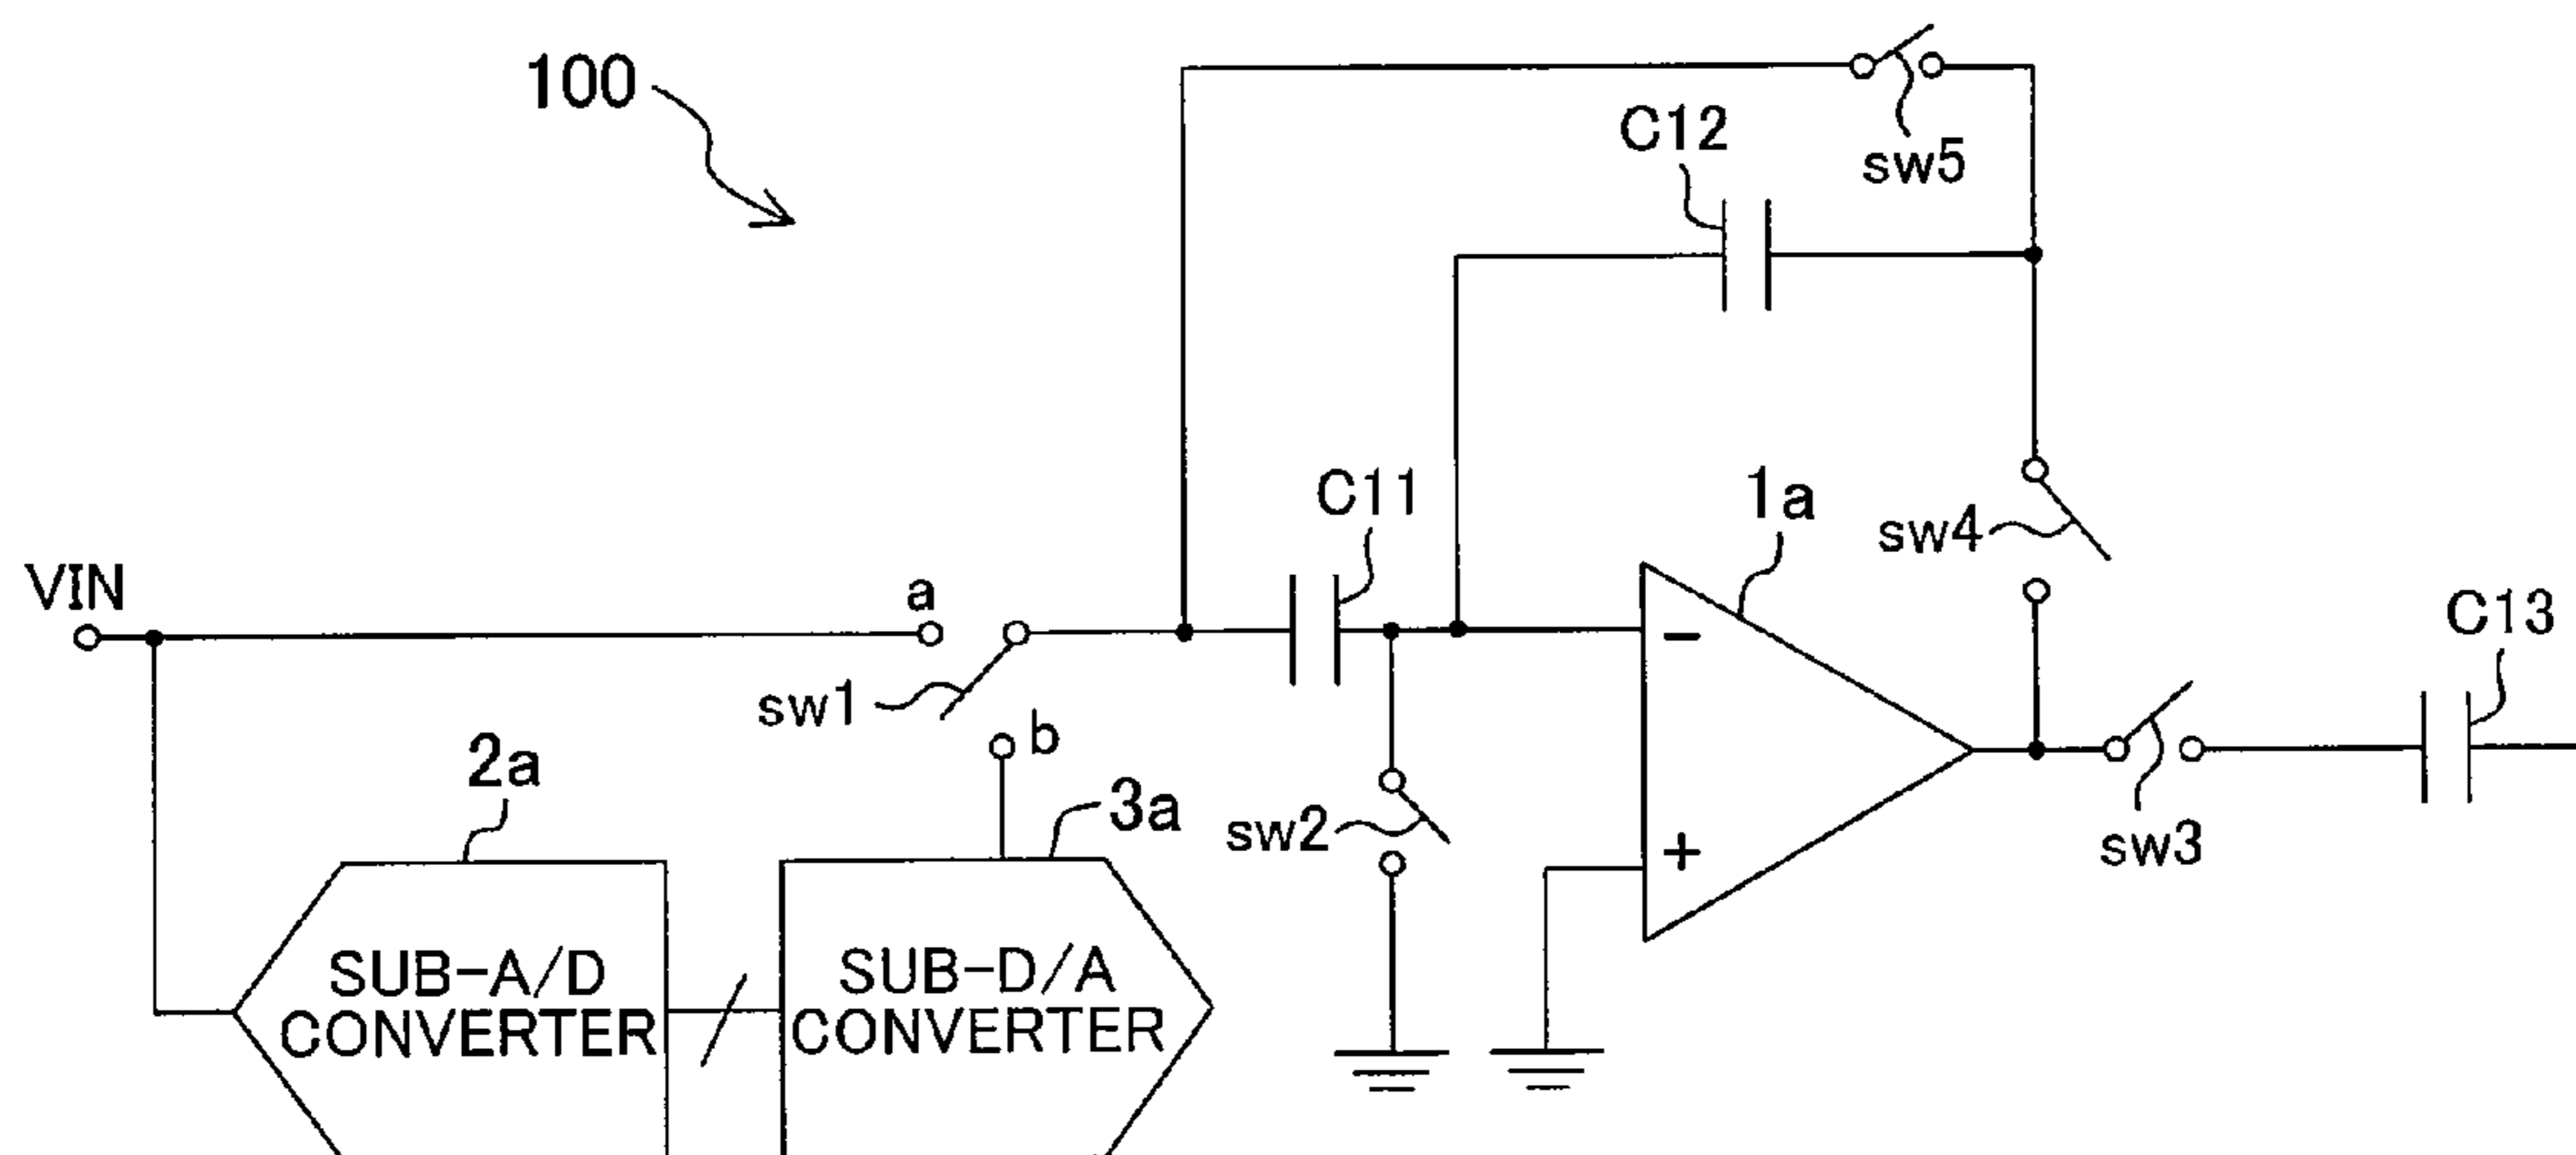 100
C12
sw5
C11
1a
sw4
VIN
a
C13
sw1
b
2a
3a
sw2
sw3
−
+
SUB-A/D
CONVERTER
SUB-D/A
CONVERTER